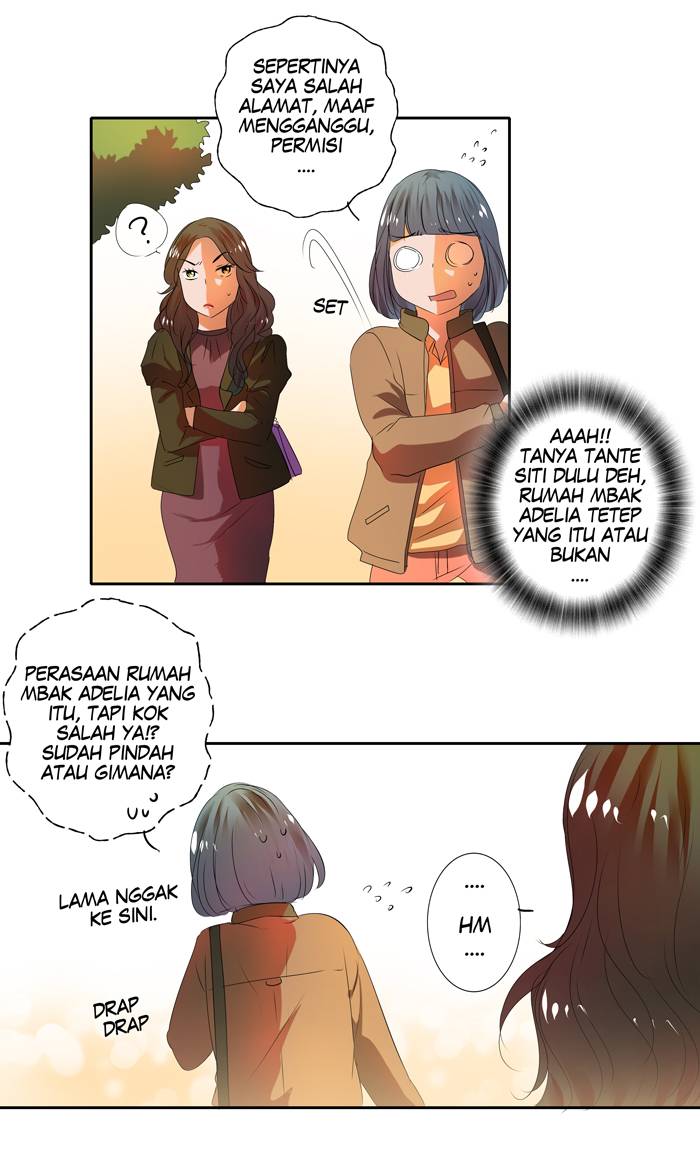 SEPERTINYA
SAYA SALAH
ALAMAT, MAAF
MENGGANGGU,
PERMISI
....
?
SET
AAAH!!
TANYA TANTE
SITI DULU DEH,
RUMAH MBAK
ADELIA TETEP
YANG ITU ATAU
BUKAN
....
PERASAAN RUMAH
MBAK ADELIA YANG
ITU, TAPI KOK
SALAH YA!?
SUDAH PINDAH
ATAU GIMANA?
LAMA NGGAK
KE SINI.
....
HM
....
DRAP
DRAP